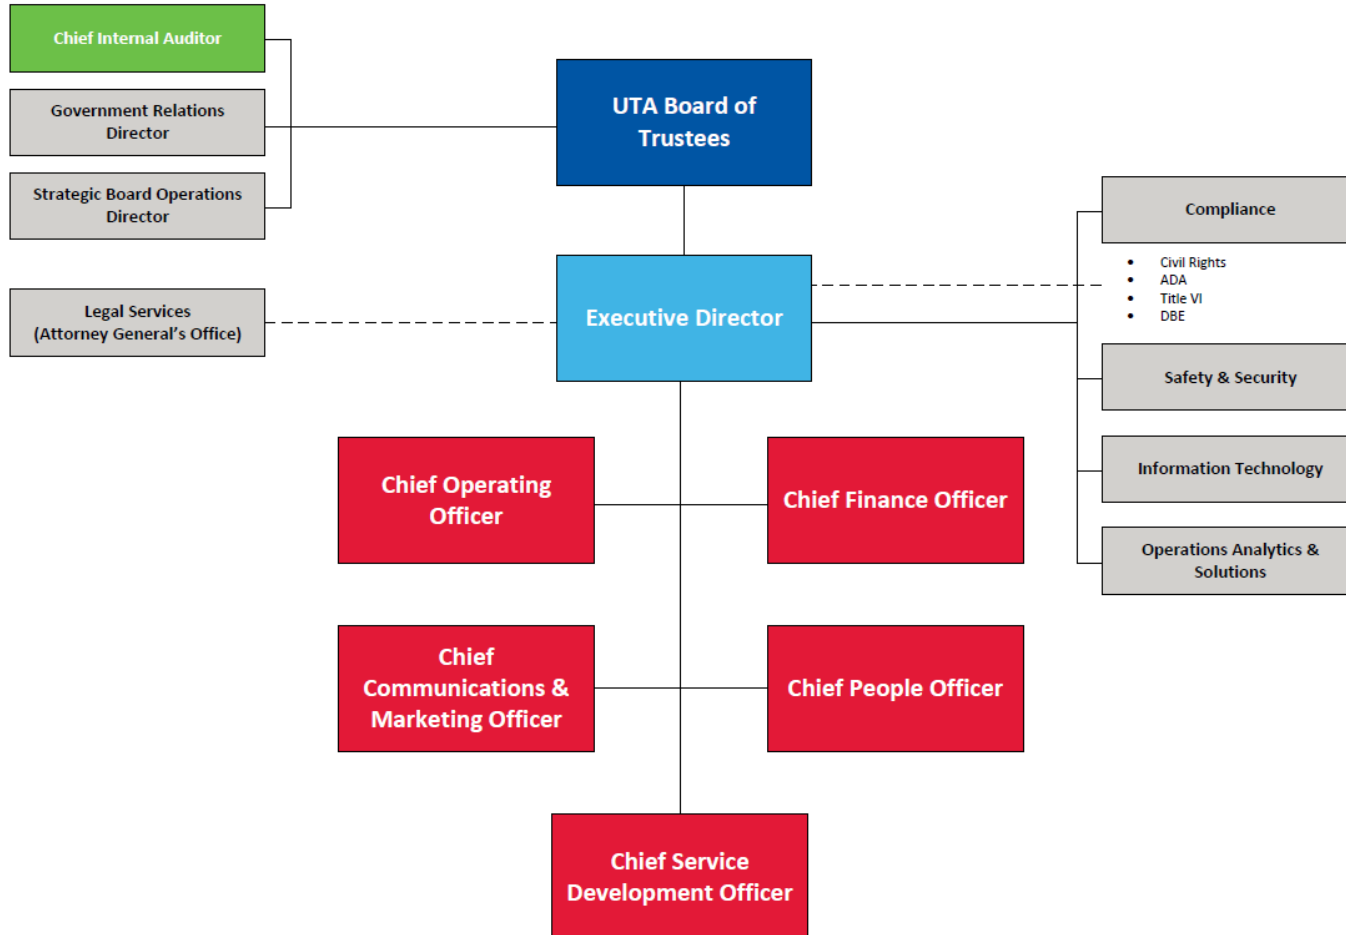 Chief Internal Auditor
Government Relations
Director
Strategic Board Operations
Director
Legal Services
(Attorney General's Office)
UTA Board of
Trustees
Executive Director
Compliance
• Civil Rights
• ADA
• Title VI
• DBE
Safety & Security
Information Technology
Operations Analytics &
Solutions
Chief Operating
Officer
Chief Finance Officer
Chief
Communications &
Marketing Officer
Chief People Officer
Chief Service
Development Officer